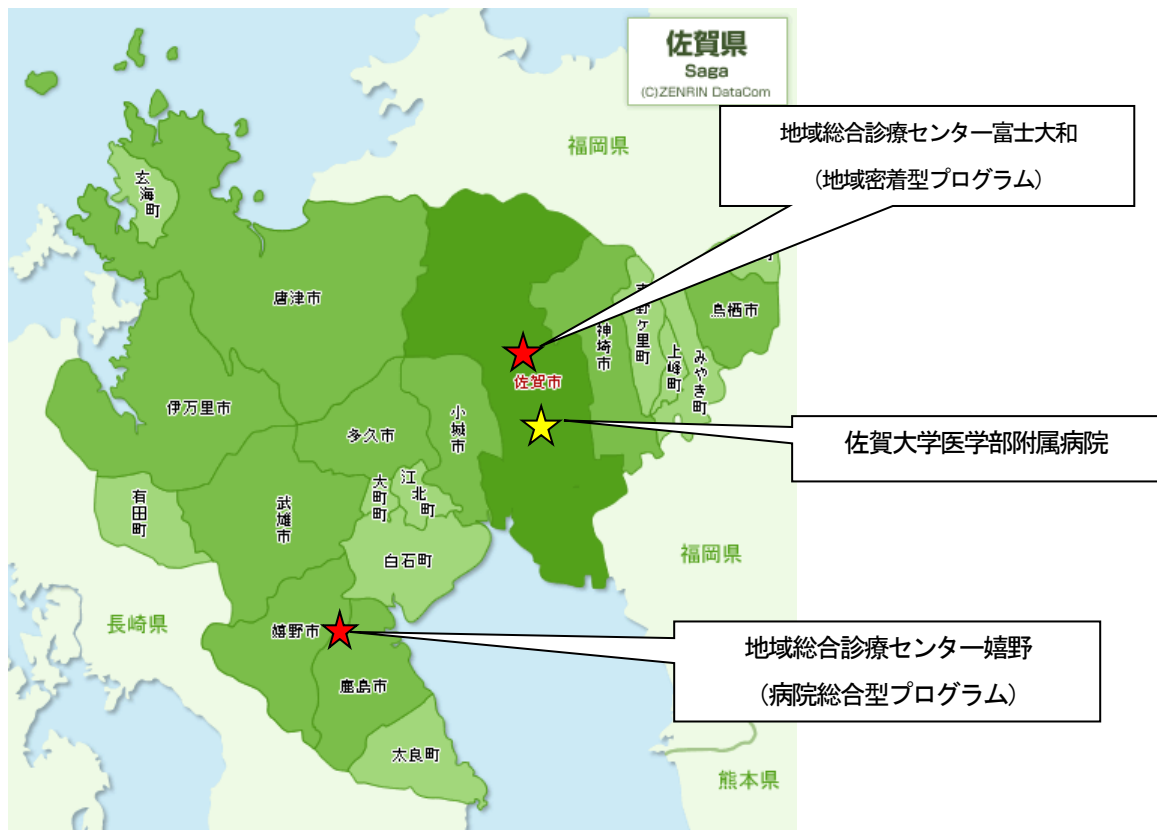 佐賀県
Saga
(C)ZENRIN DataCom
地域総合診療センター富士大和
（地域密着型プログラム）
福岡県
玄海町
唐津市
神埼市
野ヶ里町
上峰町
みやき町
鳥栖市
町
佐賀市
伊万里市
多久市
小城市
佐賀大学医学部附属病院
有田町
武雄市
大町町
江北町
白石町
福岡県
長崎県
嬉野市
地域総合診療センター嬉野
（病院総合型プログラム）
鹿島市
太良町
熊本県